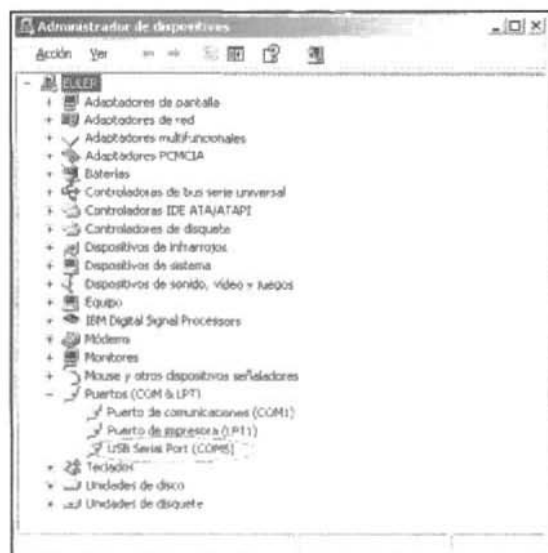 Administrador de dispositivos
Acción Ver
EULER
Adaptadores de pantalla
Adaptadores de red
Adaptadores multifuncionales
Adaptadores PCMCIA
Baterías
Controladoras de bus serie universal
Controladoras IDE ATA/ATAPI
Controladores de disquete
Dispositivos de infrarrojos
Dispositivos de sistema
Dispositivos de sonido, vídeo y juegos
Equipo
IBM Digital Signal Processors
Módems
Monitores
Mouse y otros dispositivos señaladores
Puertos (COM & LPT)
Puerto de comunicaciones (COM1)
Puerto de impresora (LPT1)
USB Serial Port (COM5)
Teclados
Unidades de disco
Unidades de disquete